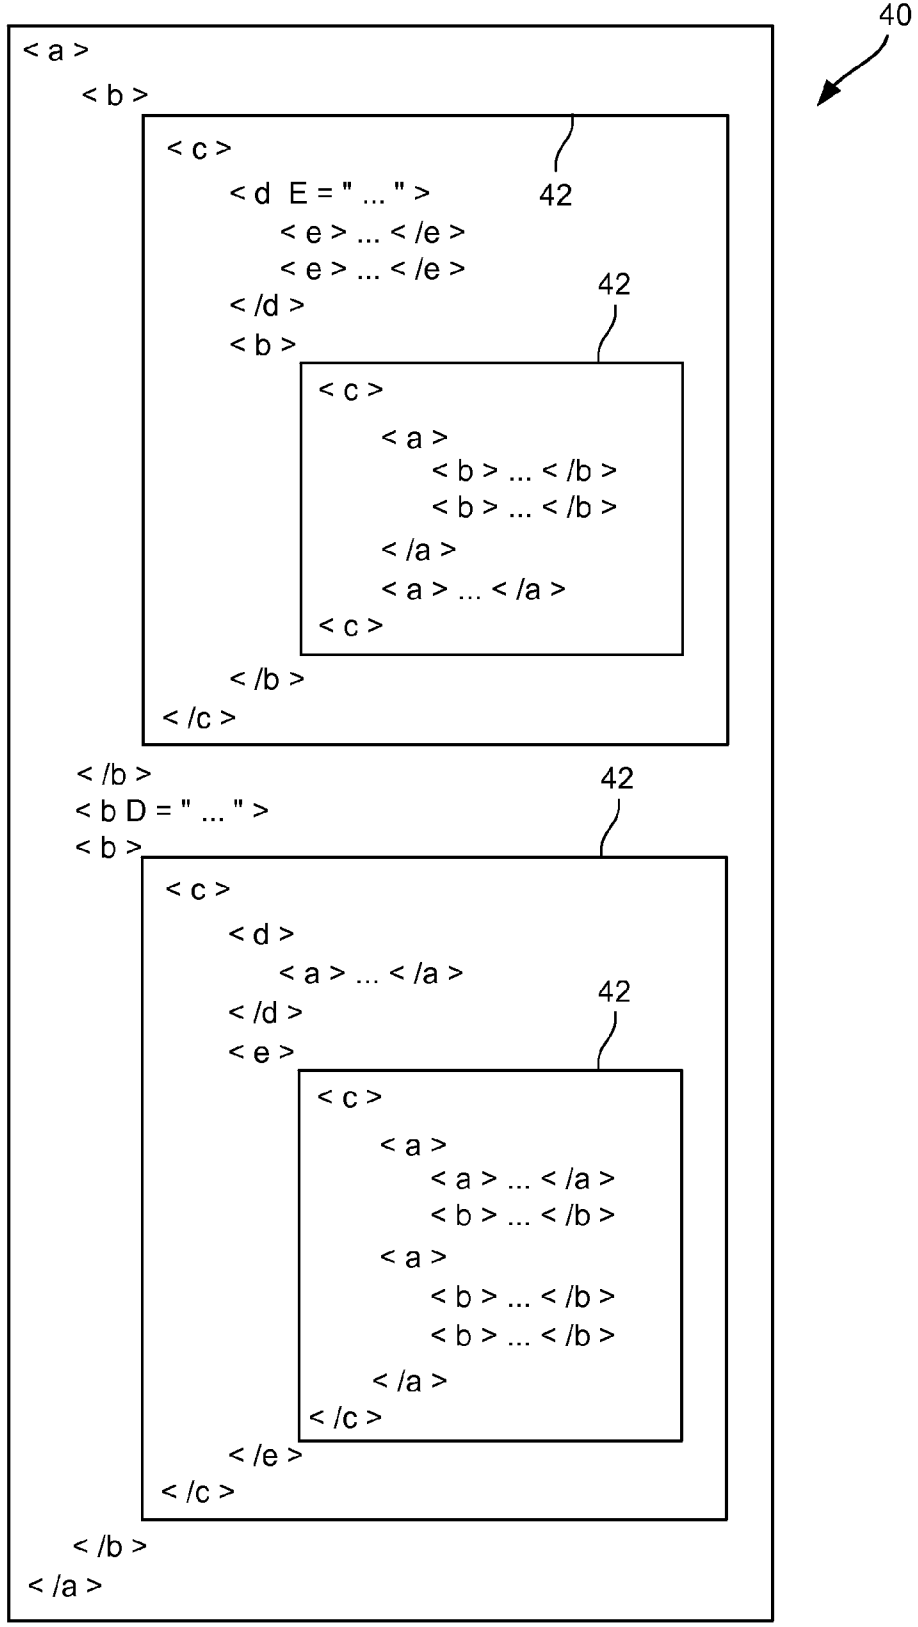 40
< a >
< b >
< c >
< d  E = " ... " >
42
< e > ... < /e >
< e > ... < /e >
42
< /d >
< b >
< c >
< a >
< b > ... < /b >
< b > ... < /b >
< /a >
< a > ... < /a >
< c >
< /b >
< /c >
< /b >
42
< b D = " ... " >
< b >
< c >
< d >
< a > ... < /a >
42
< /d >
< e >
< c >
< a >
< a > ... < /a >
< b > ... < /b >
< a >
< b > ... < /b >
< b > ... < /b >
< /a >
< /c >
< /e >
< /c >
< /b >
< /a >